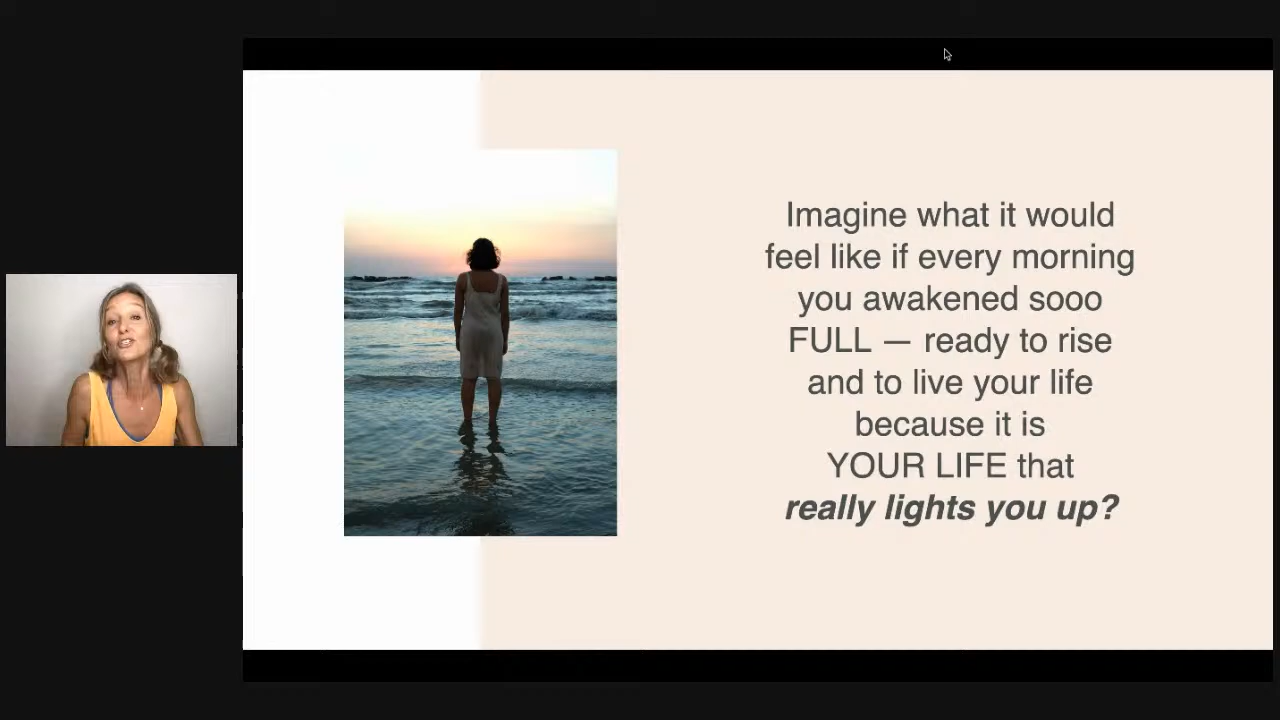 Imagine what it would
feel like if every morning
you awakened sooo
FULL — ready to rise
and to live your life
because it is
YOUR LIFE that
really lights you up?